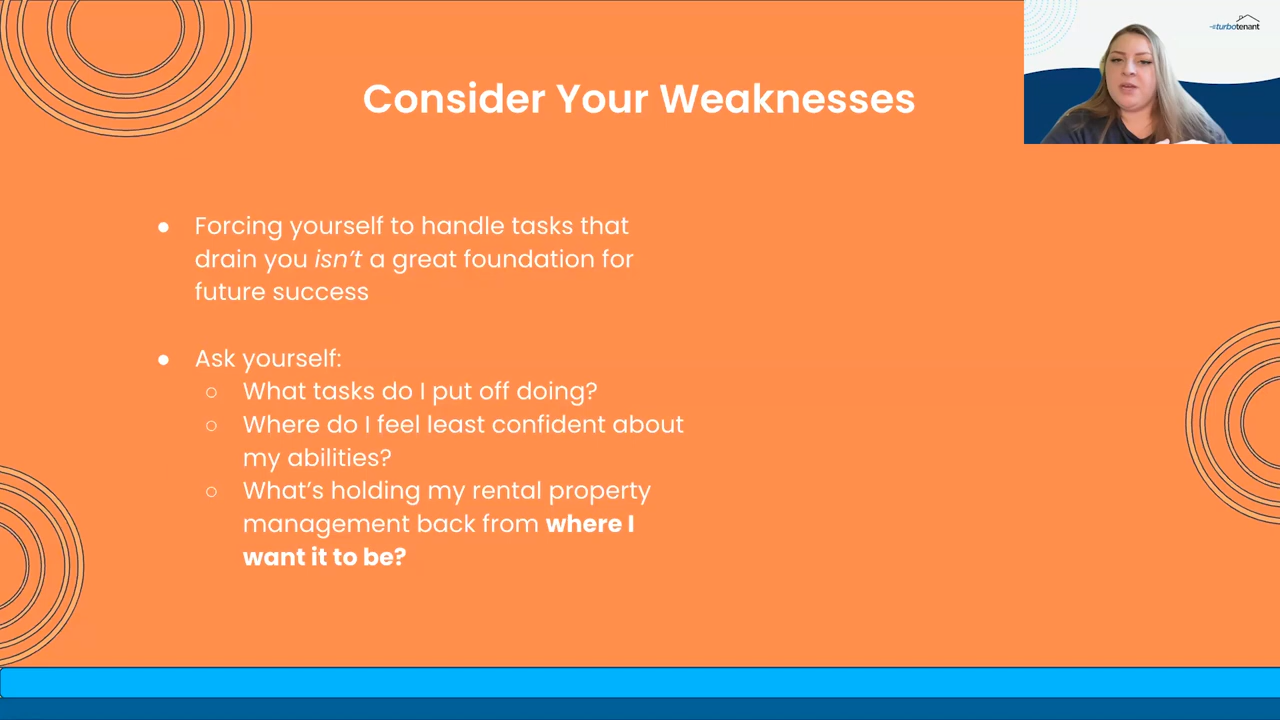 turbotenant
Consider Your Weaknesses
● Forcing yourself to handle tasks that
drain you isn't a great foundation for
future success
● Ask yourself:
○ What tasks do I put off doing?
○ Where do I feel least confident about
my abilities?
○ What's holding my rental property
management back from where I
want it to be?